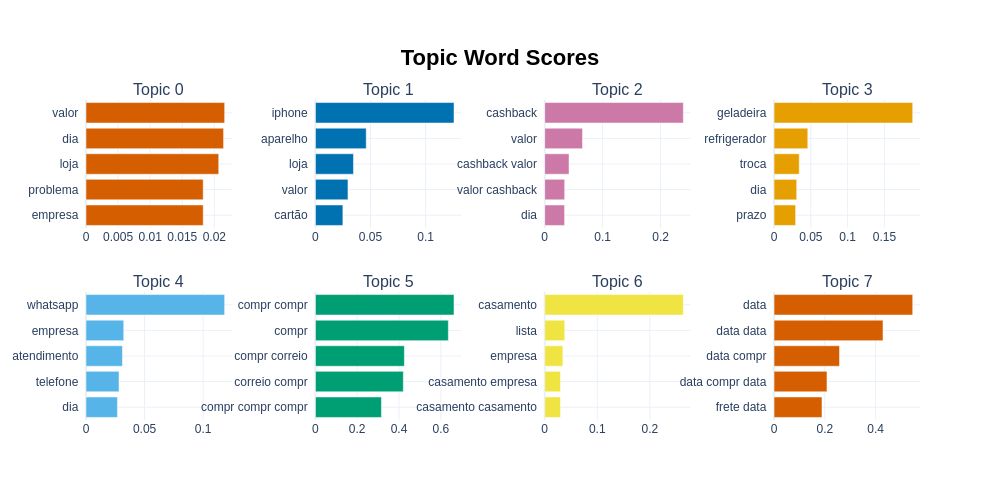 Topic Word Scores
Topic 0
valor
dia
loja
problema
empresa
0 0.005 0.01 0.015 0.02
Topic 1
iphone
aparelho
loja
valor
cartão
0 0.05 0.1
Topic 2
cashback
valor
cashback valor
valor cashback
dia
0 0.1 0.2
Topic 3
geladeira
refrigerador
troca
dia
prazo
0 0.05 0.1 0.15
Topic 4
whatsapp
empresa
atendimento
telefone
dia
0 0.05 0.1
Topic 5
compr compr
compr
compr correio
correio compr
compr compr compr
0 0.2 0.4 0.6
Topic 6
casamento
lista
empresa
casamento empresa
casamento casamento
0 0.1 0.2
Topic 7
data
data data
data compr
data compr data
frete data
0 0.2 0.4